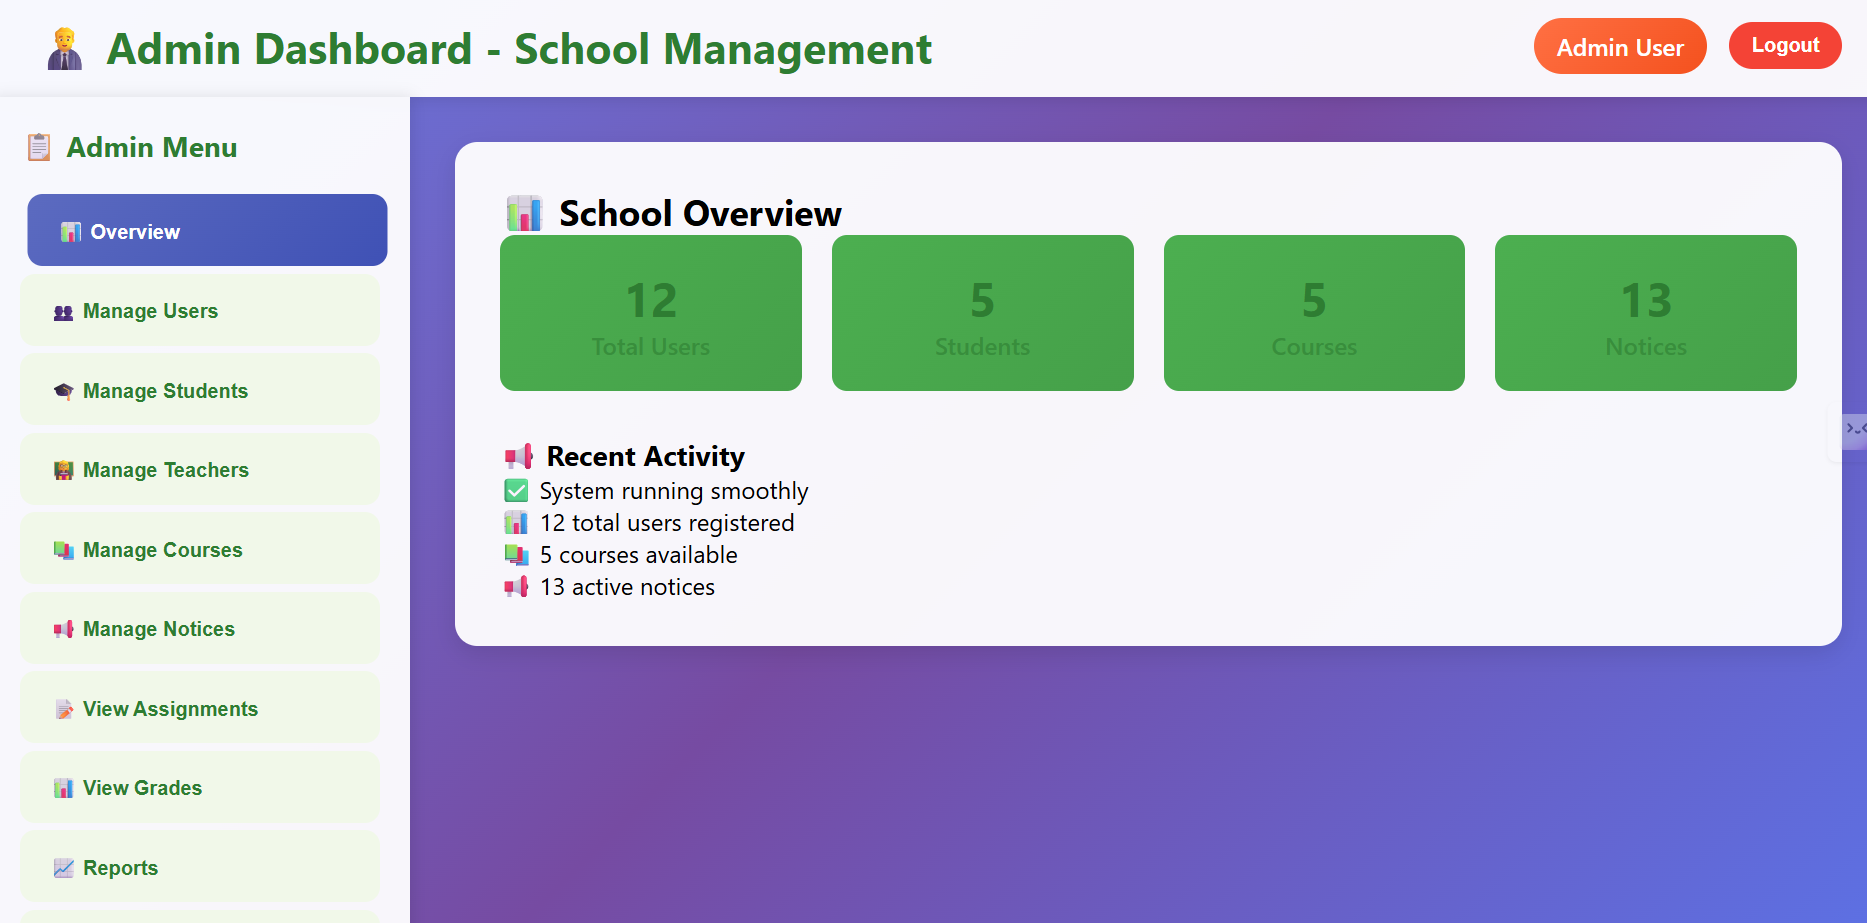 Admin Dashboard - School Management
Admin User
Logout
Admin Menu
Overview
Manage Users
Manage Students
Manage Teachers
Manage Courses
Manage Notices
View Assignments
View Grades
Reports
School Overview
12
Total Users
5
Students
5
Courses
13
Notices
Recent Activity
System running smoothly
12 total users registered
5 courses available
13 active notices